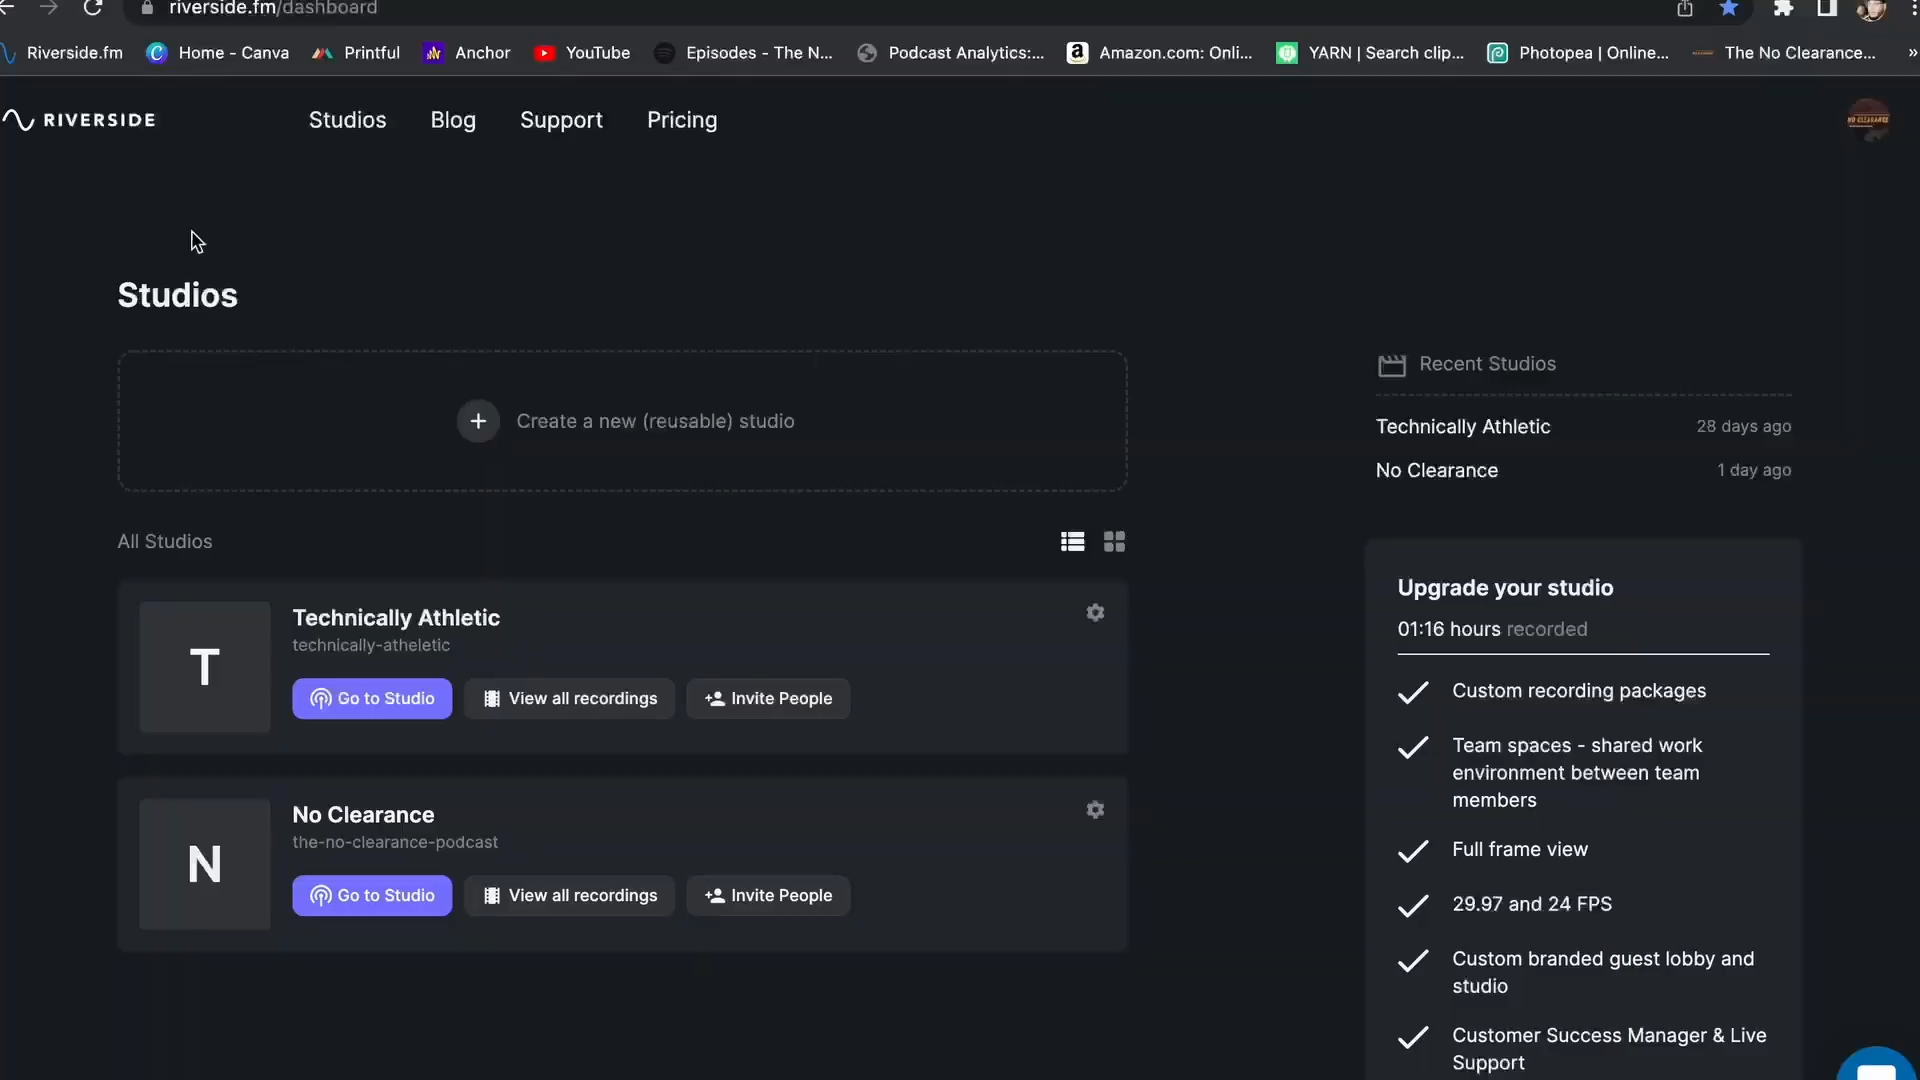 riverside.fm/dashboard
Riverside.fm Home - Canva Printful Anchor YouTube Episodes - The N... Podcast Analytics:... Amazon.com: Onli... YARN | Search clip... Photopea | Online... The No Clearance... »
RIVERSIDE Studios Blog Support Pricing
NO CLEARANCE
Studios
Create a new (reusable) studio
Recent Studios
Technically Athletic 28 days ago
No Clearance 1 day ago
All Studios
T
Technically Athletic
technically-atheletic
Go to Studio View all recordings Invite People
N
No Clearance
the-no-clearance-podcast
Go to Studio View all recordings Invite People
Upgrade your studio
01:16 hours recorded
Custom recording packages
Team spaces - shared work
environment between team
members
Full frame view
29.97 and 24 FPS
Custom branded guest lobby and
studio
Customer Success Manager & Live
Support